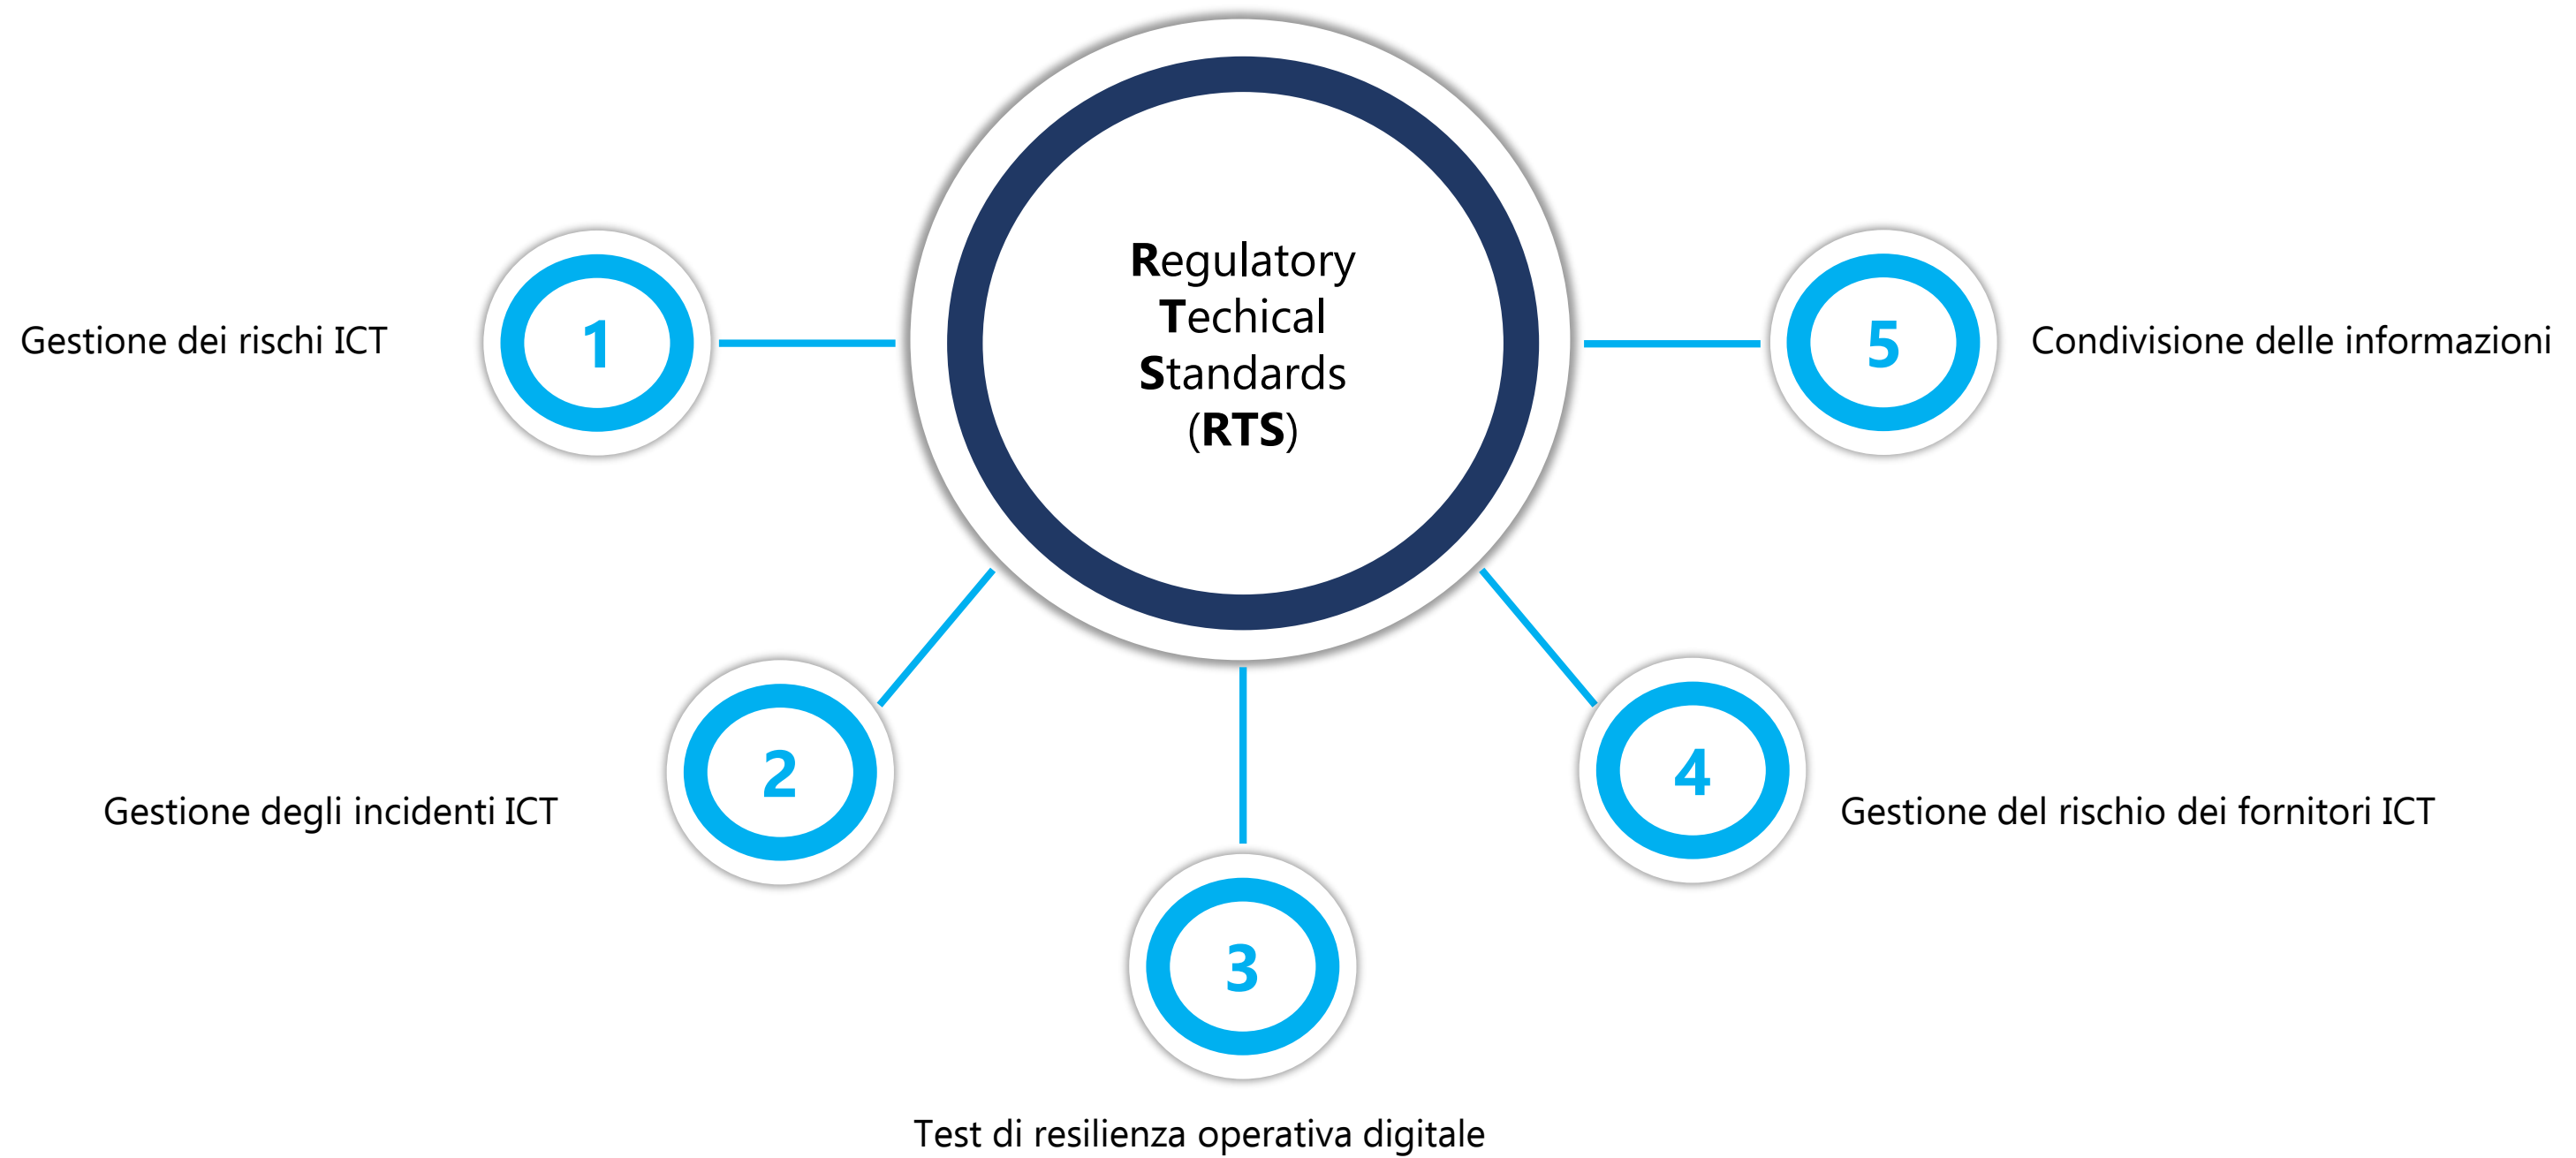 Regulatory
Techical
Standards
(RTS)
1
Gestione dei rischi ICT
2
Gestione degli incidenti ICT
3
Test di resilienza operativa digitale
4
Gestione del rischio dei fornitori ICT
5
Condivisione delle informazioni